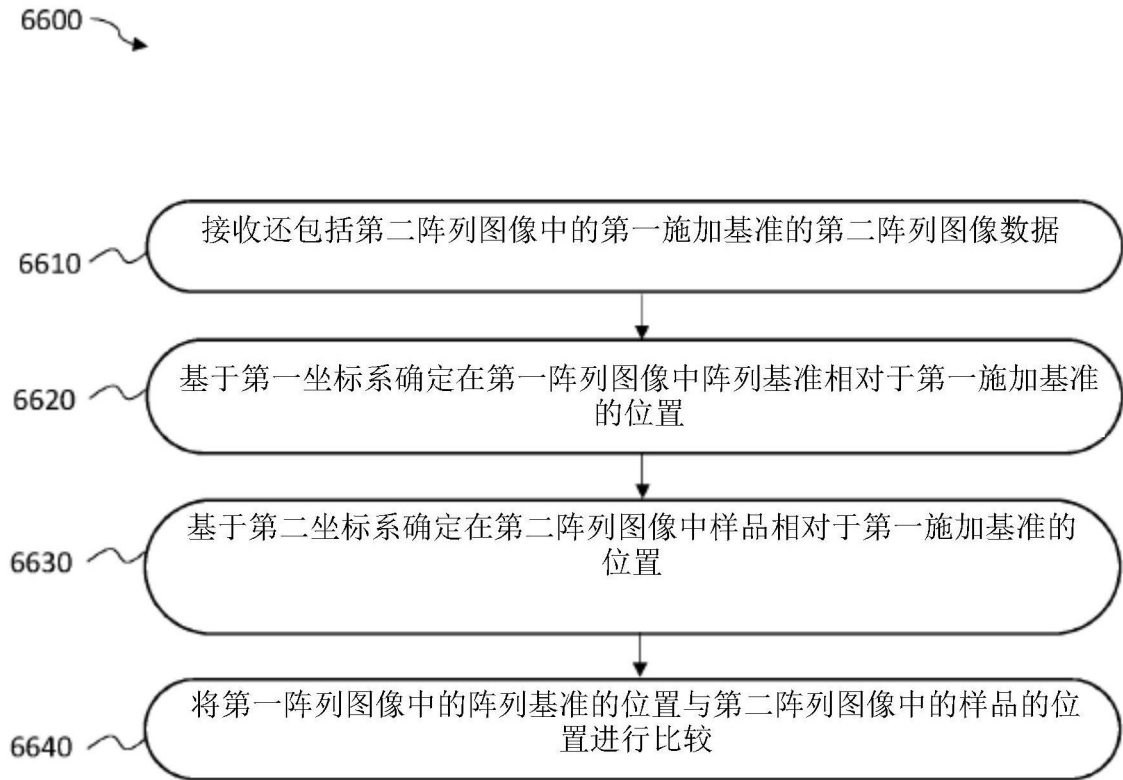 6600
接收还包括第二阵列图像中的第一施加基准的第二阵列图像数据
6610
基于第一坐标系确定在第一阵列图像中阵列基准相对于第一施加基准
的位置
6620
基于第二坐标系确定在第二阵列图像中样品相对于第一施加基准的
位置
6630
将第一阵列图像中的阵列基准的位置与第二阵列图像中的样品的位
置进行比较
6640